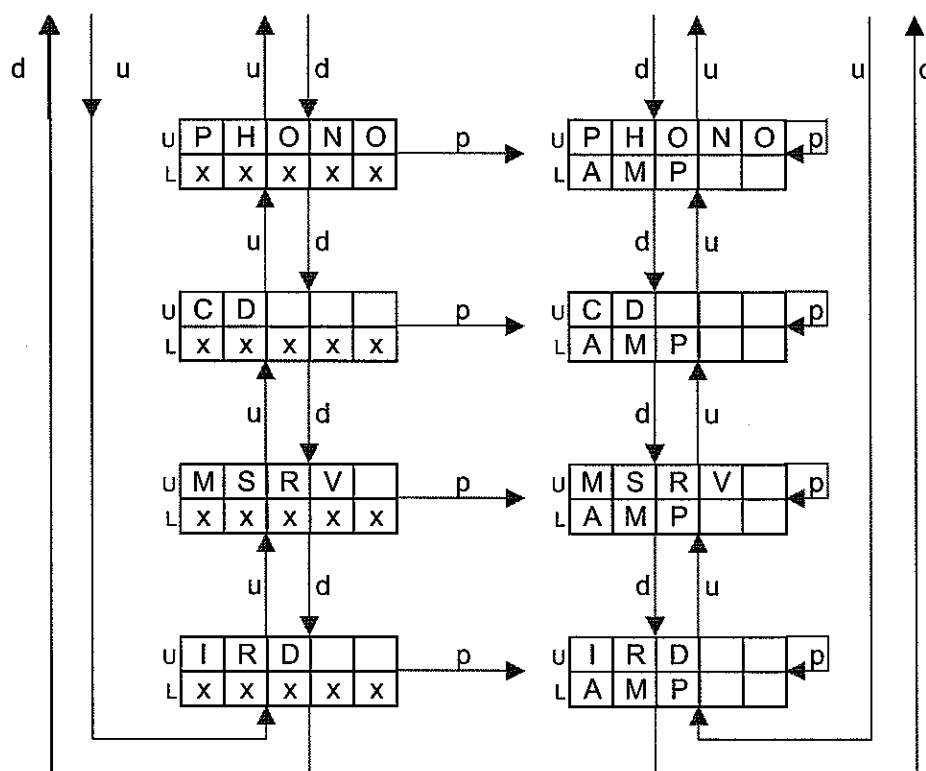 d u u d d u u d
U P H O N O p U P H O N O p
L x x x x x L A M P
u d d u
U C D p U C D p
L x x x x x L A M P
u d d u
U M S R V p U M S R V p
L x x x x x L A M P
u d d u
U I R D p U I R D p
L x x x x x L A M P